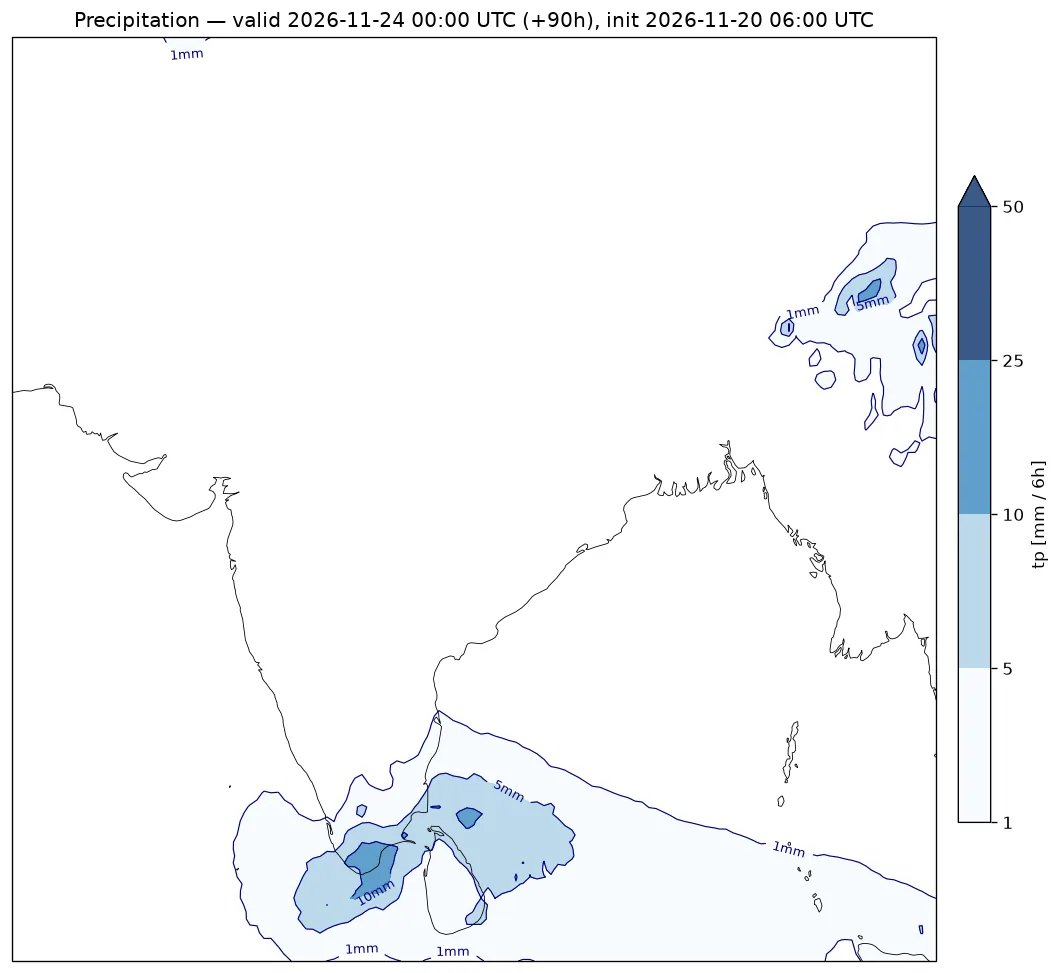 Precipitation — valid 2026-11-24 00:00 UTC (+90h), init 2026-11-20 06:00 UTC
1mm
50
1mm
5mm
25
tp [mm / 6h]
10
5
5mm
1
1mm
10mm
1mm
1mm